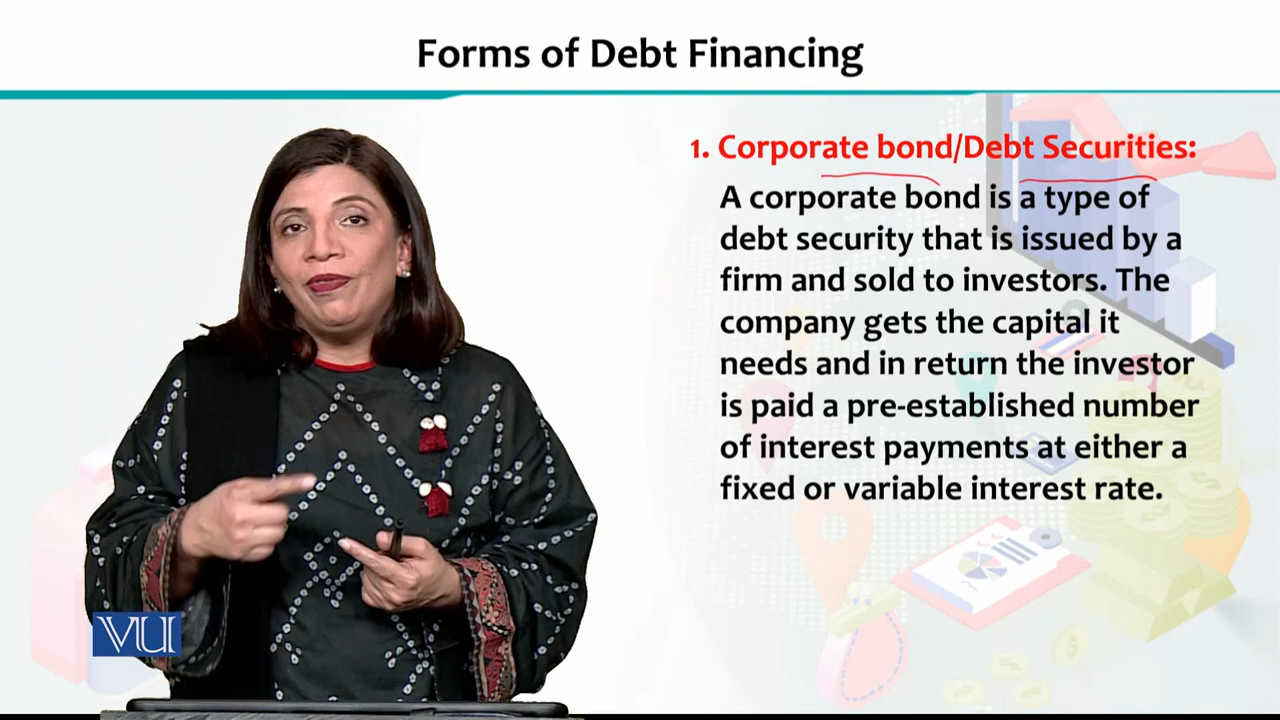 Forms of Debt Financing
1. Corporate bond/Debt Securities:
A corporate bond is a type of
debt security that is issued by a
firm and sold to investors. The
company gets the capital it
needs and in return the investor
is paid a pre-established number
of interest payments at either a
fixed or variable interest rate.
VU